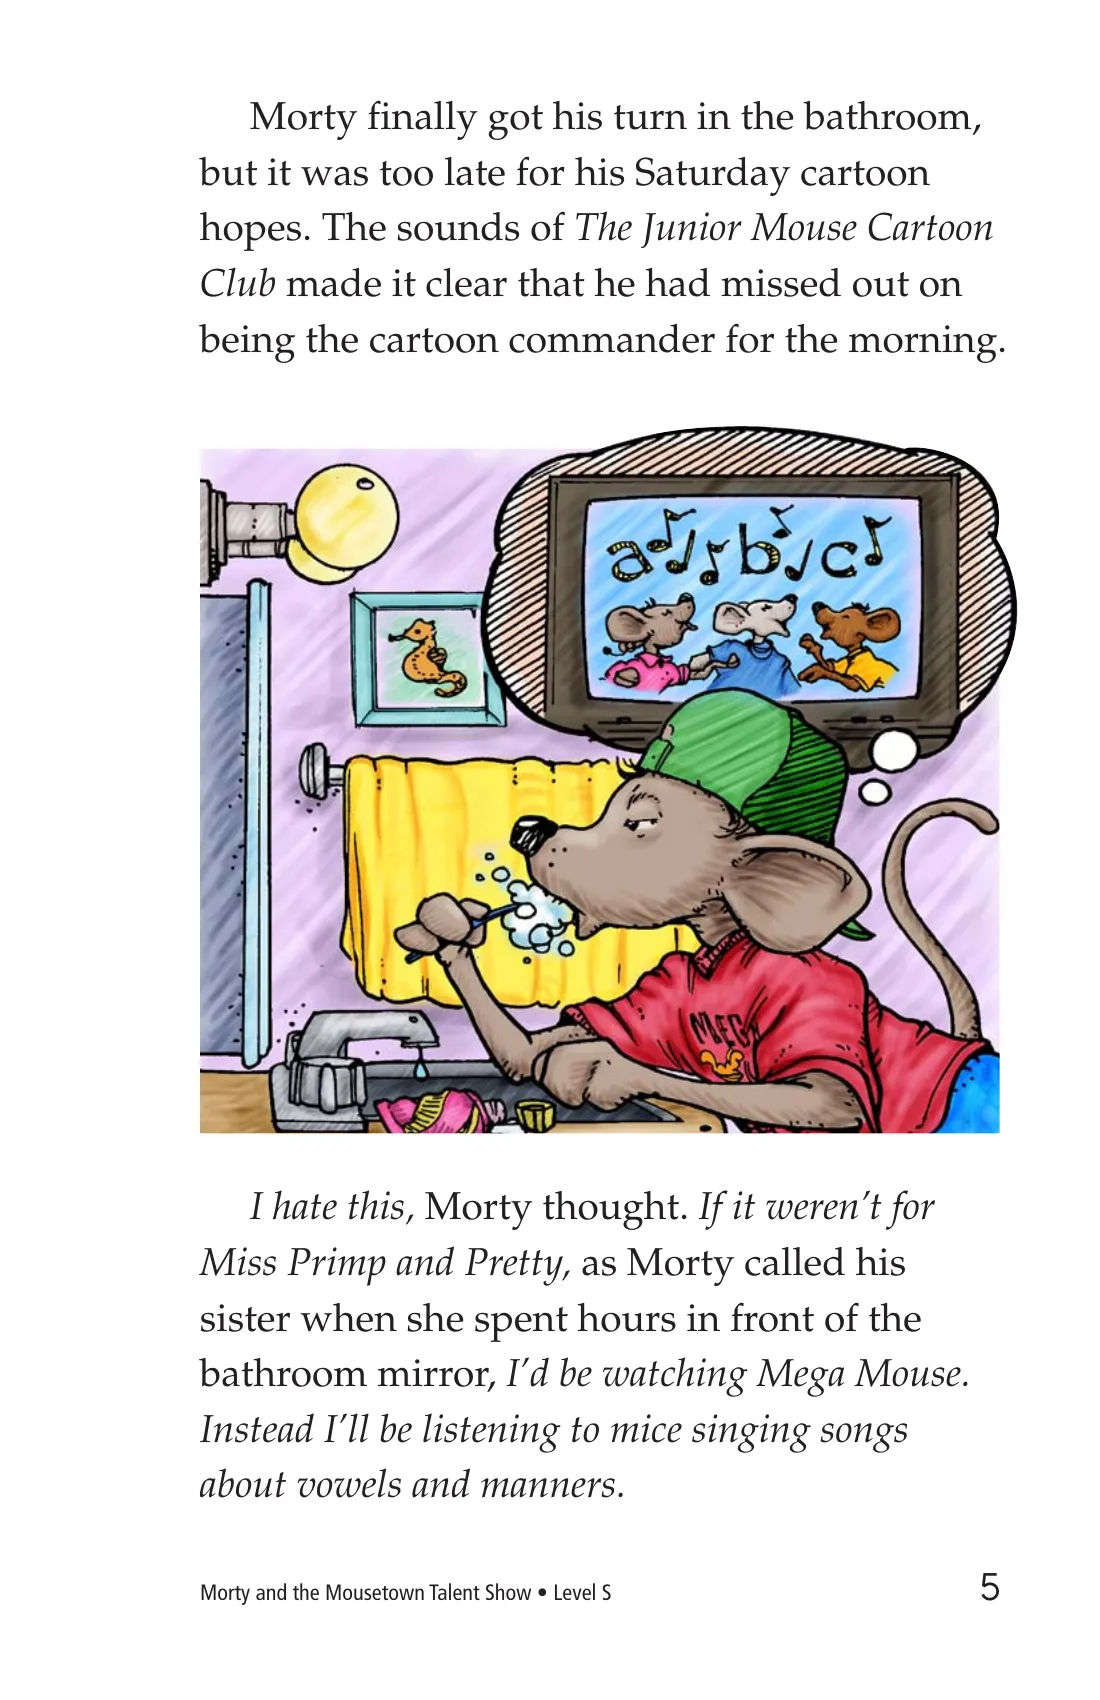 Morty finally got his turn in the bathroom,
but it was too late for his Saturday cartoon
hopes. The sounds of The Junior Mouse Cartoon
Club made it clear that he had missed out on
being the cartoon commander for the morning.
a b c
MEGA
I hate this, Morty thought. If it weren’t for
Miss Primp and Pretty, as Morty called his
sister when she spent hours in front of the
bathroom mirror, I’d be watching Mega Mouse.
Instead I’ll be listening to mice singing songs
about vowels and manners.
Morty and the Mousetown Talent Show • Level S 5